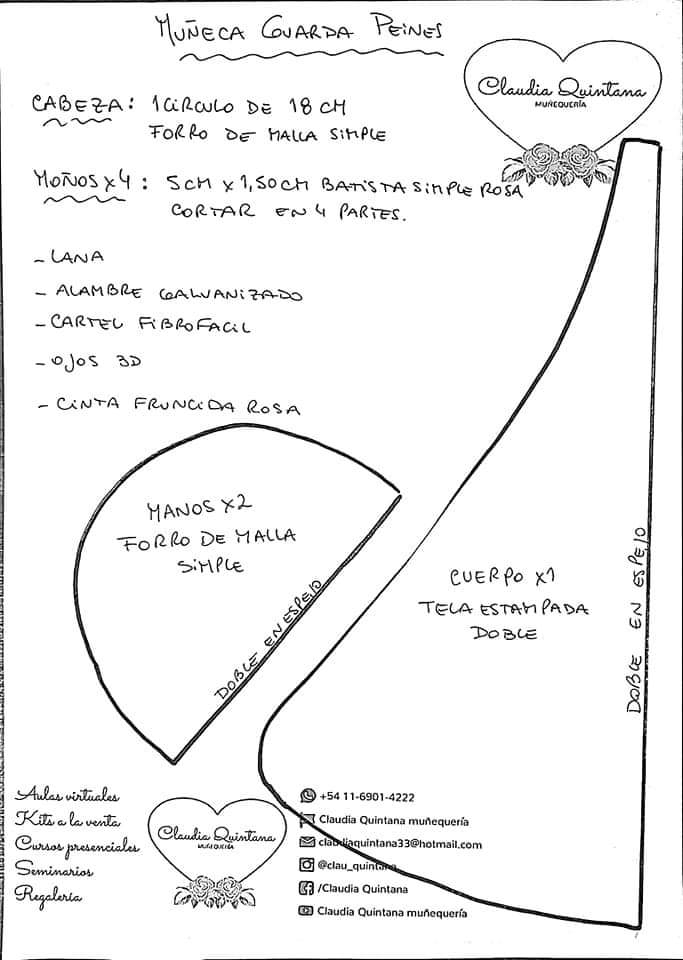 MUÑECA GUARDA PEINES
Claudia Quintana
MUÑEQUERÍA
CABEZA: 1 CIRCULO DE 18 CM
FORRO DE MALLA SIMPLE
MOÑOS X4: 5CM X 1,50CM BATISTA SIMPLE ROSA
CORTAR EN 4 PARTES.
- LANA
- ALAMBRE GALVANIZADO
- CARTEL FIBROFACIL
- OJOS 3D
- CINTA FRUNCIDA ROSA
MANOS X2
FORRO DE MALLA
SIMPLE
DOBLE EN ESPEJO
CUERPO X1
TELA ESTAMPADA
DOBLE
DOBLE EN ESPEJO
Aulas virtuales
Kits a la venta
Cursos presenciales
Seminarios
Regalería
Claudia Quintana
MUÑEQUERÍA
+54 11-6901-4222
Claudia Quintana muñequería
claudiaquintana33@hotmail.com
@clau_quintana
/Claudia Quintana
Claudia Quintana muñequería